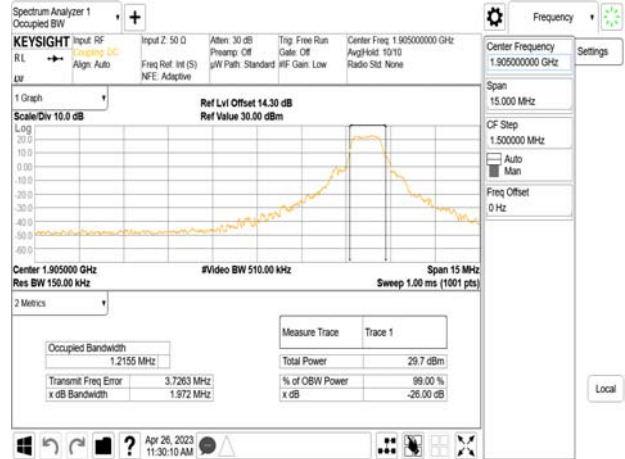 Spectrum Analyzer 1
Occupied BW
Frequency
KEYSIGHT
RL
Input: RF
Coupling: DC
Align: Auto
Input Z: 50 Ω
Freq Ref: Int (S)
NFE: Adaptive
Atten: 30 dB
Preamp: Off
µW Path: Standard
Trig: Free Run
Gate: Off
#IF Gain: Low
Center Freq: 1.905000000 GHz
Avg|Hold: 10/10
Radio Std: None
Center Frequency
1.905000000 GHz
Settings
Span
15.000 MHz
CF Step
1.500000 MHz
Auto
Man
Freq Offset
0 Hz
Local
1 Graph
Scale/Div 10.0 dB
Ref Lvl Offset 14.30 dB
Ref Value 30.00 dBm
Log
20.0
10.0
0.00
-10.0
-20.0
-30.0
-40.0
-50.0
-60.0
Center 1.905000 GHz
Res BW 150.00 kHz
#Video BW 510.00 kHz
Span 15 MHz
Sweep 1.00 ms (1001 pts)
2 Metrics
Occupied Bandwidth
1.2155 MHz
Transmit Freq Error 3.7263 MHz
x dB Bandwidth 1.972 MHz
Measure Trace Trace 1
Total Power 29.7 dBm
% of OBW Power 99.00 %
x dB -26.00 dB
?
Apr 26, 2023
11:30:10 AM